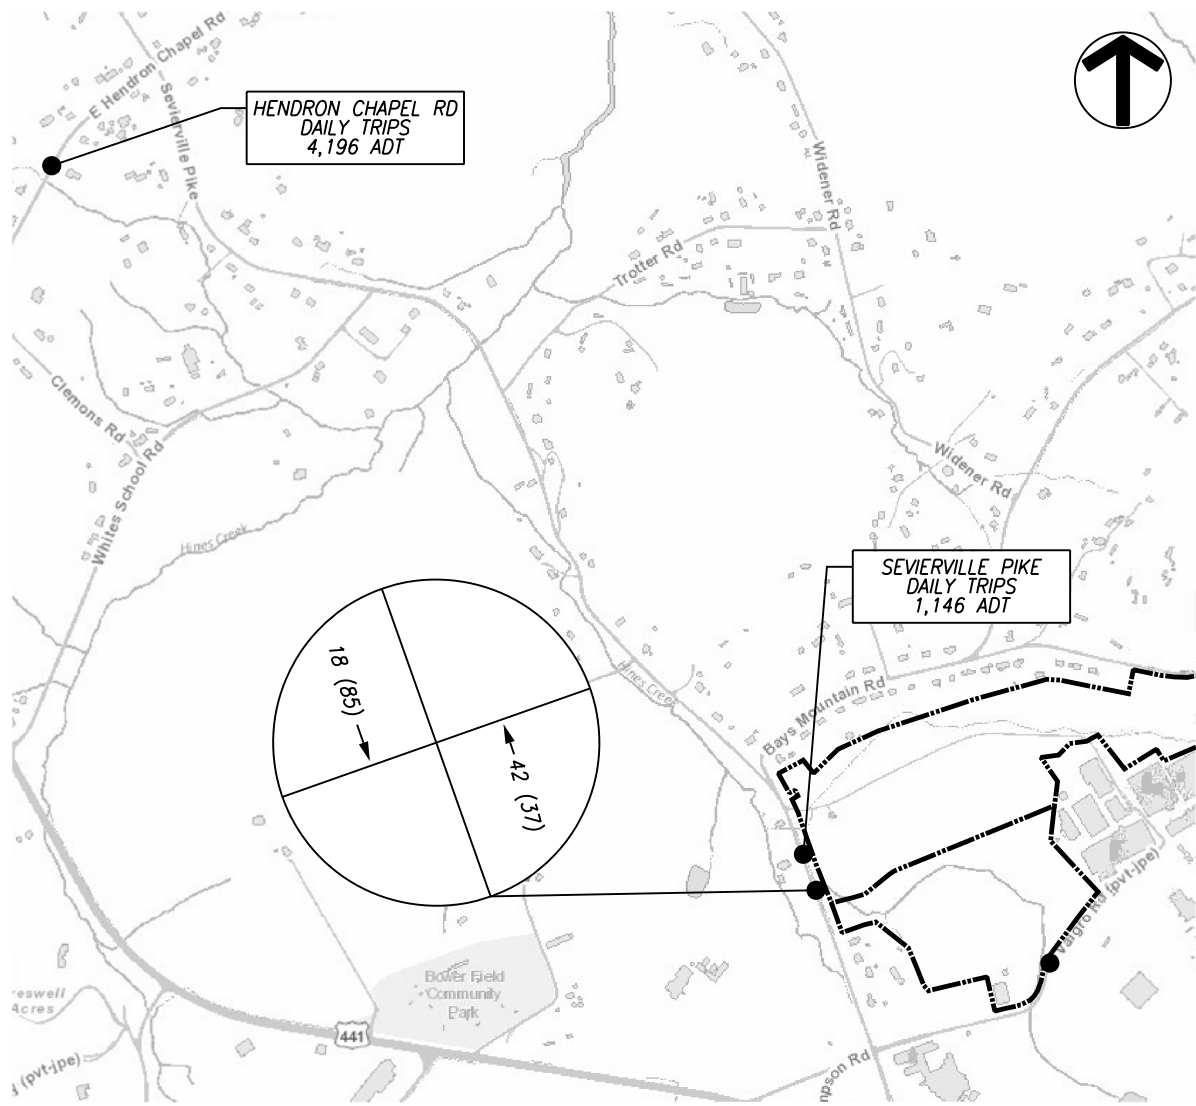 E Hendron Chapel Rd
Sevierville Pike
HENDRON CHAPEL RD
DAILY TRIPS
4,196 ADT
Widener Rd
Trotter Rd
Clemons Rd
Whites School Rd
Hines Creek
Widener Rd
SEVIERVILLE PIKE
DAILY TRIPS
1,146 ADT
18 (85)
42 (37)
Hines Creek
Bays Mountain Rd
Valgro Rd (pvt-jpe)
Bower Field
Community
Park
eswell
Acres
441
(pvt-jpe)
mpson Rd